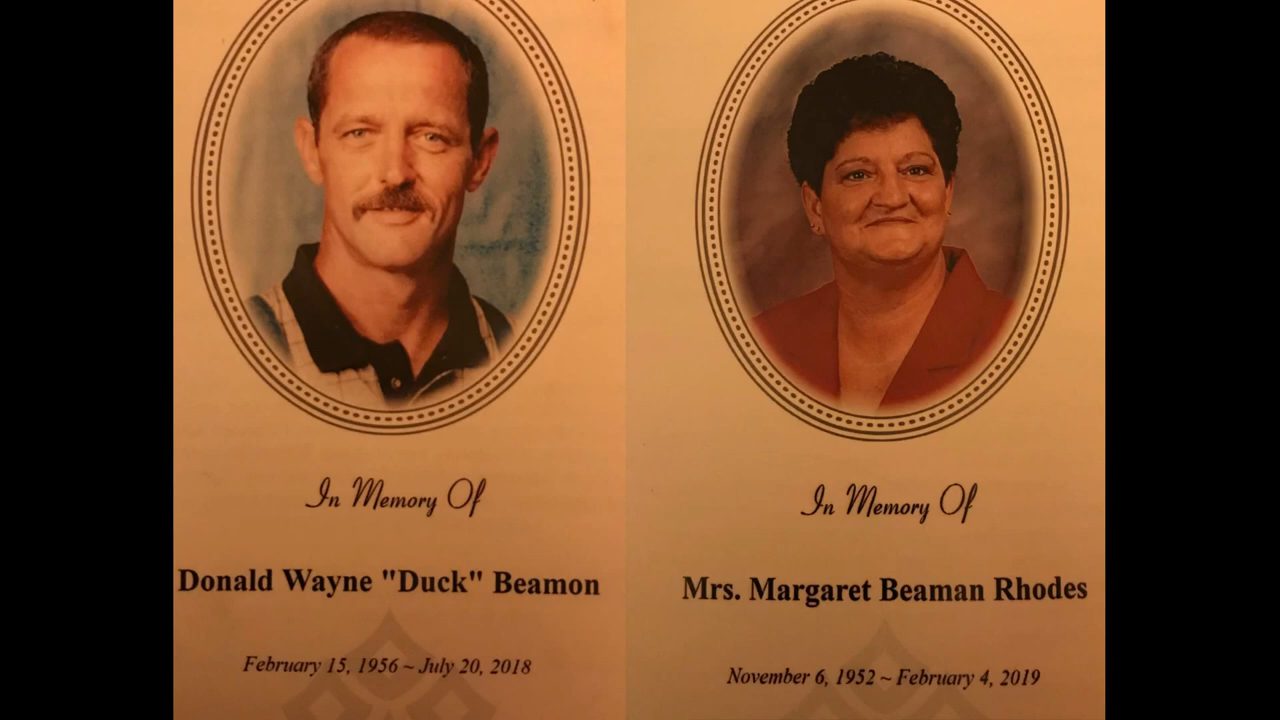 In Memory Of
Donald Wayne "Duck" Beamon
February 15, 1956 ~ July 20, 2018
In Memory Of
Mrs. Margaret Beaman Rhodes
November 6, 1952 ~ February 4, 2019